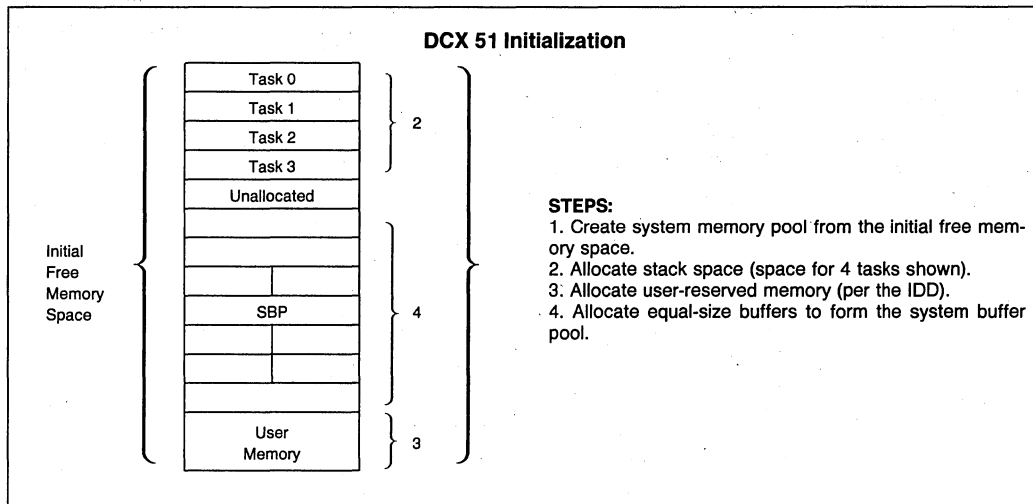 DCX 51 Initialization
Task 0
Task 1
Task 2
Task 3
Unallocated
SBP
User
Memory
2
4
3
Initial
Free
Memory
Space
STEPS:
1. Create system memory pool from the initial free mem-
ory space.
2. Allocate stack space (space for 4 tasks shown).
3. Allocate user-reserved memory (per the IDD).
4. Allocate equal-size buffers to form the system buffer
pool.